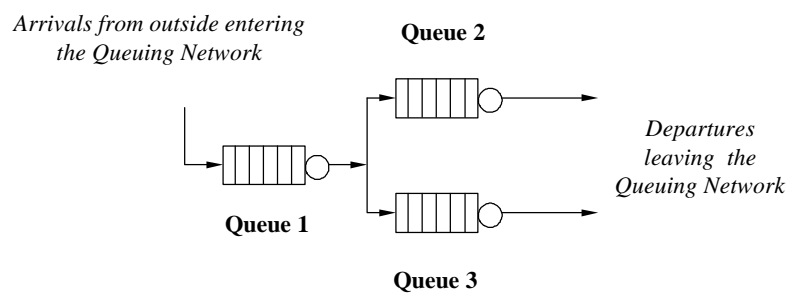 Arrivals from outside entering
the Queuing Network
Queue 2
Departures
leaving the
Queuing Network
Queue 1
Queue 3